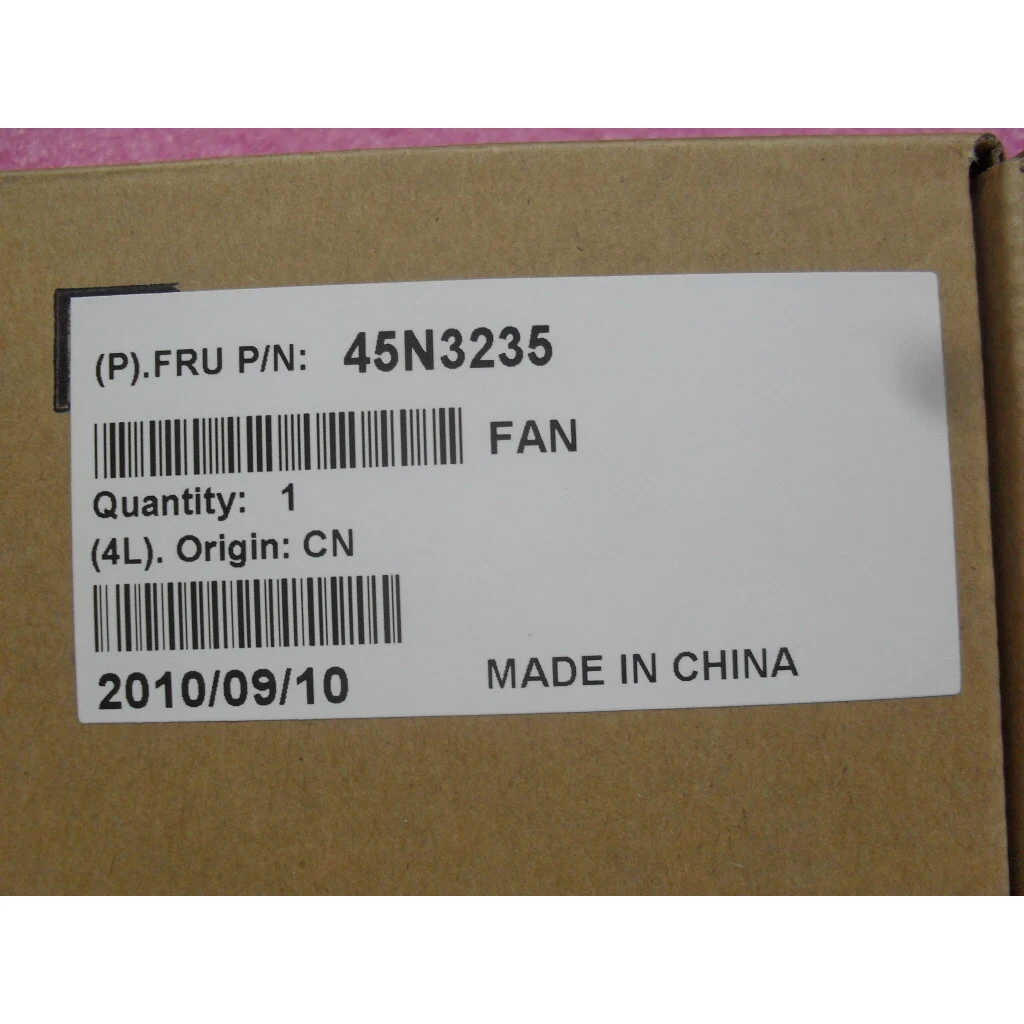 (P).FRU P/N: 45N3235
FAN
Quantity: 1
(4L). Origin: CN
2010/09/10
MADE IN CHINA